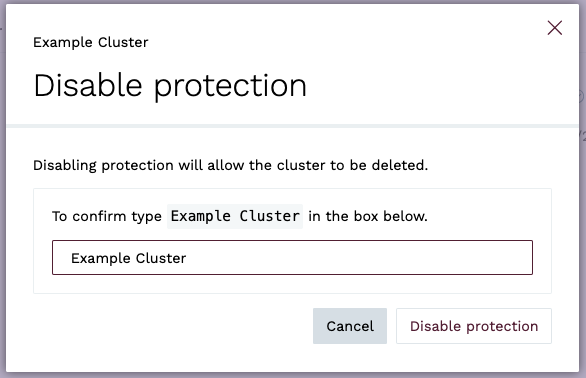 Example Cluster
Disable protection
Disabling protection will allow the cluster to be deleted.
To confirm type Example Cluster in the box below.
Example Cluster
Cancel
Disable protection